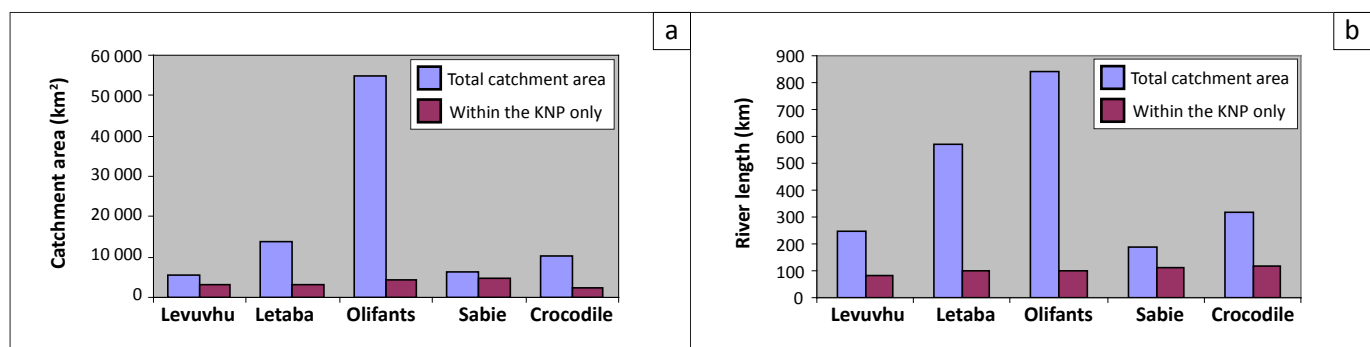 a
Catchment area (km²)
60 000
50 000
40 000
30 000
20 000
10 000
0
Total catchment area
Within the KNP only
Levuvhu Letaba Olifants Sabie Crocodile
b
River length (km)
900
800
700
600
500
400
300
200
100
0
Total catchment area
Within the KNP only
Levuvhu Letaba Olifants Sabie Crocodile